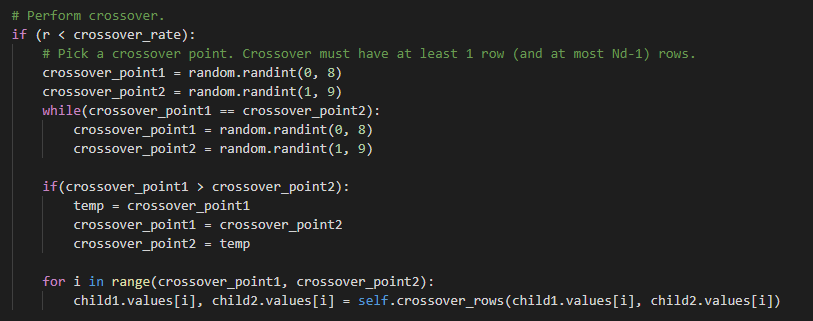 # Perform crossover.
if (r < crossover_rate):
    # Pick a crossover point. Crossover must have at least 1 row (and at most Nd-1) rows.
    crossover_point1 = random.randint(0, 8)
    crossover_point2 = random.randint(1, 9)
    while(crossover_point1 == crossover_point2):
        crossover_point1 = random.randint(0, 8)
        crossover_point2 = random.randint(1, 9)

    if(crossover_point1 > crossover_point2):
        temp = crossover_point1
        crossover_point1 = crossover_point2
        crossover_point2 = temp

    for i in range(crossover_point1, crossover_point2):
        child1.values[i], child2.values[i] = self.crossover_rows(child1.values[i], child2.values[i])